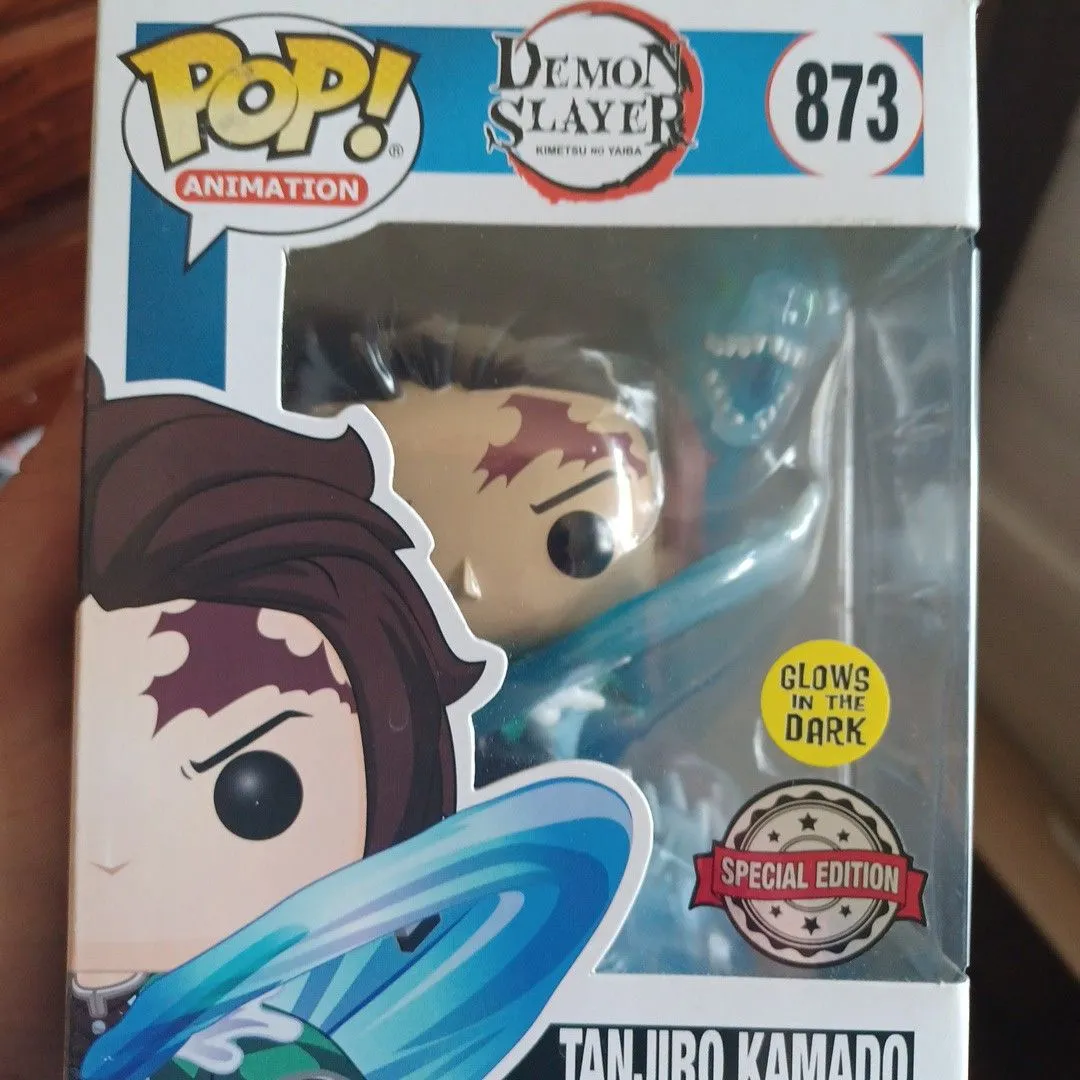 POP!®
ANIMATION
DEMON
SLAYER
KIMETSU NO YAIBA
873
GLOWS
IN THE
DARK
SPECIAL EDITION
TANJIRO KAMADO